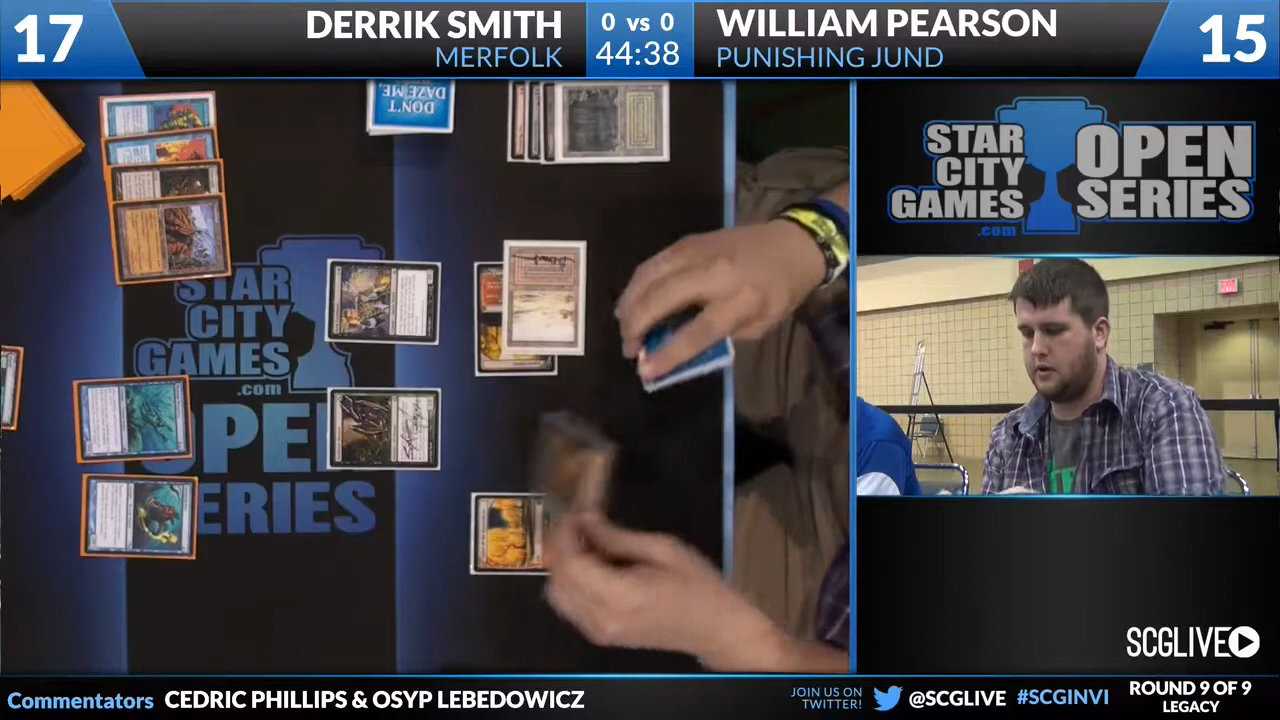 17
DERRIK SMITH
MERFOLK
0 vs 0
44:38
WILLIAM PEARSON
PUNISHING JUND
15
DON'T
DAZE ME,
STAR
CITY
GAMES
.com
OPEN
SERIES
STAR
CITY
GAMES
.com
OPE
ERIES
SCGLIVE
Commentators CEDRIC PHILLIPS & OSYP LEBEDOWICZ
JOIN US ON
TWITTER!
@SCGLIVE #SCGINVI
ROUND 9 OF 9
LEGACY